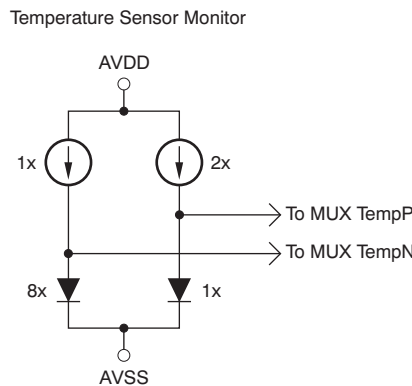 Temperature Sensor Monitor
AVDD
1x
2x
To MUX TempP
To MUX TempN
8x
1x
AVSS